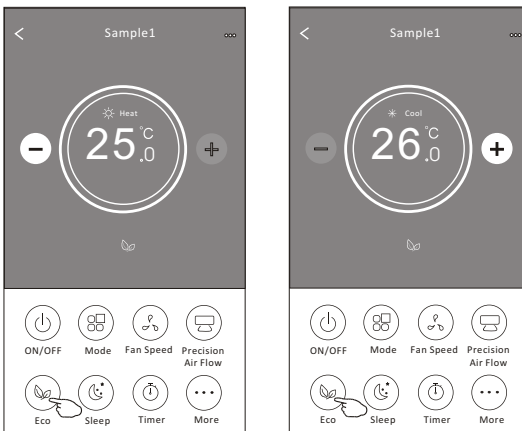 Sample1
Heat
25.0°C
ON/OFF Mode Fan Speed Precision Air Flow
Eco Sleep Timer More
Sample1
Cool
26.0°C
ON/OFF Mode Fan Speed Precision Air Flow
Eco Sleep Timer More